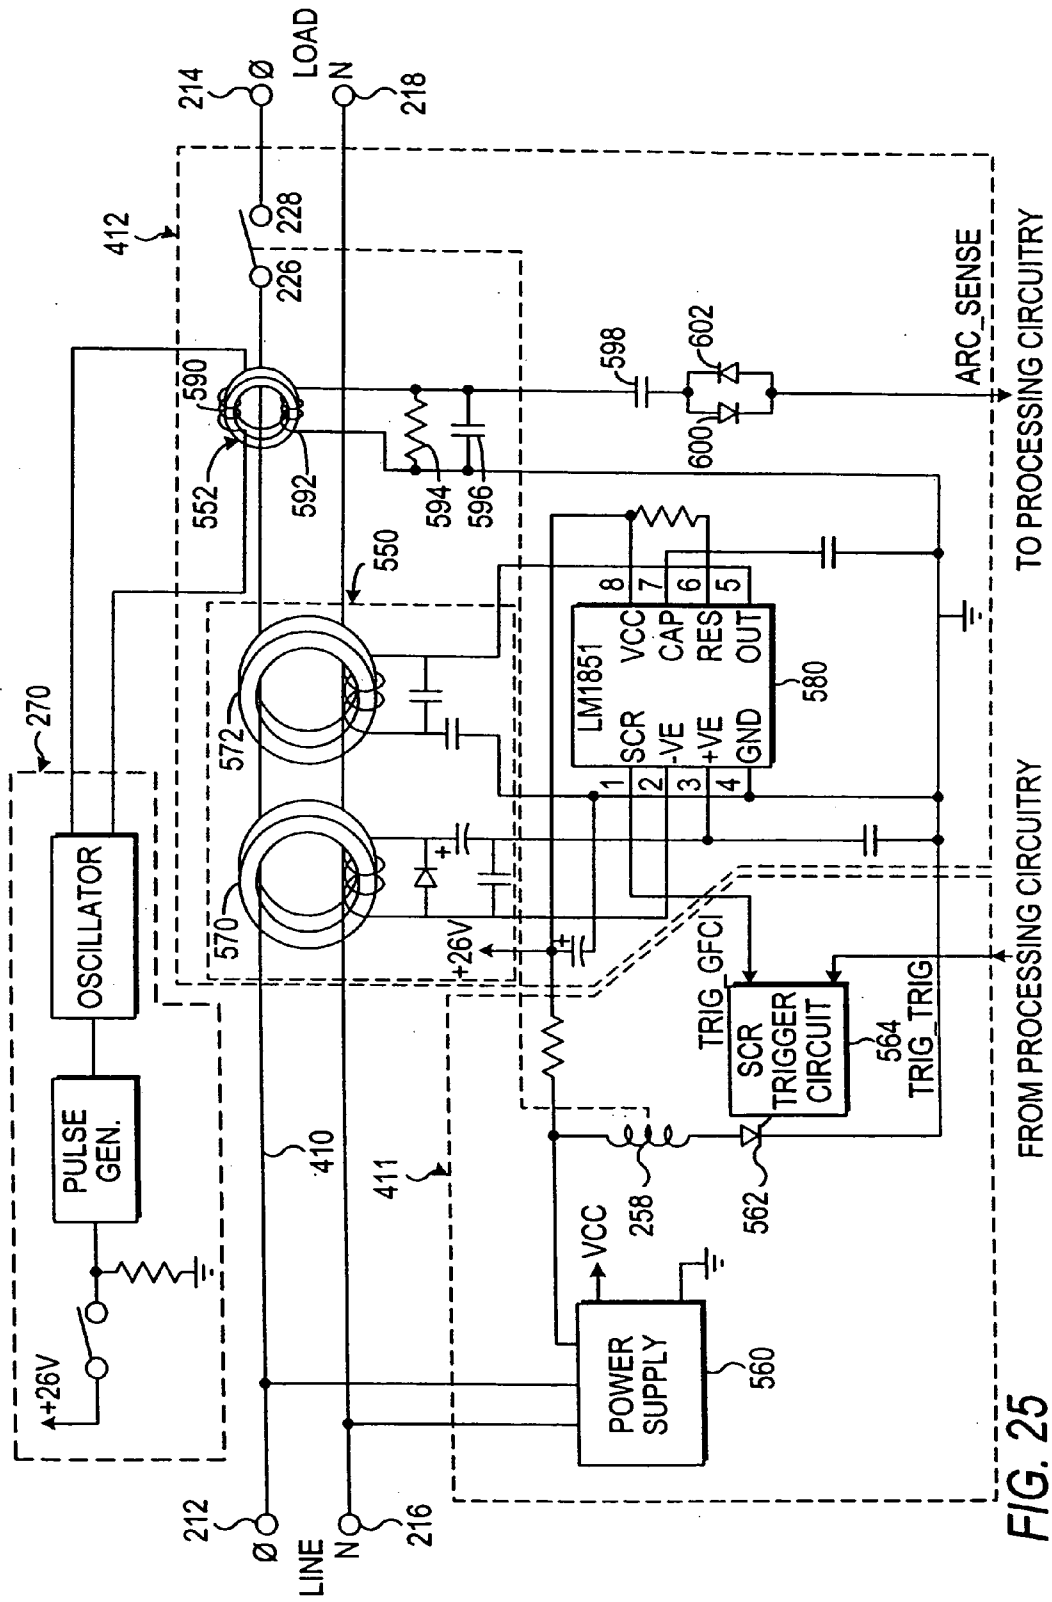 270
+26V
PULSE
GEN.
OSCILLATOR
412
212
Ø
LINE
N
216
410
570
572
550
552
590
592
226
228
214
Ø
LOAD
N
218
594
596
598
600
602
ARC_SENSE
TO PROCESSING CIRCUITRY
+26V
LM1851
1 SCR
2 -VE
3 +VE
4 GND
VCC 8
CAP 7
RES 6
OUT 5
580
411
POWER
SUPPLY
560
VCC
258
562
TRIG_GFCI
SCR
TRIGGER
CIRCUIT
564
TRIG_TRIG
FROM PROCESSING CIRCUITRY
FIG. 25